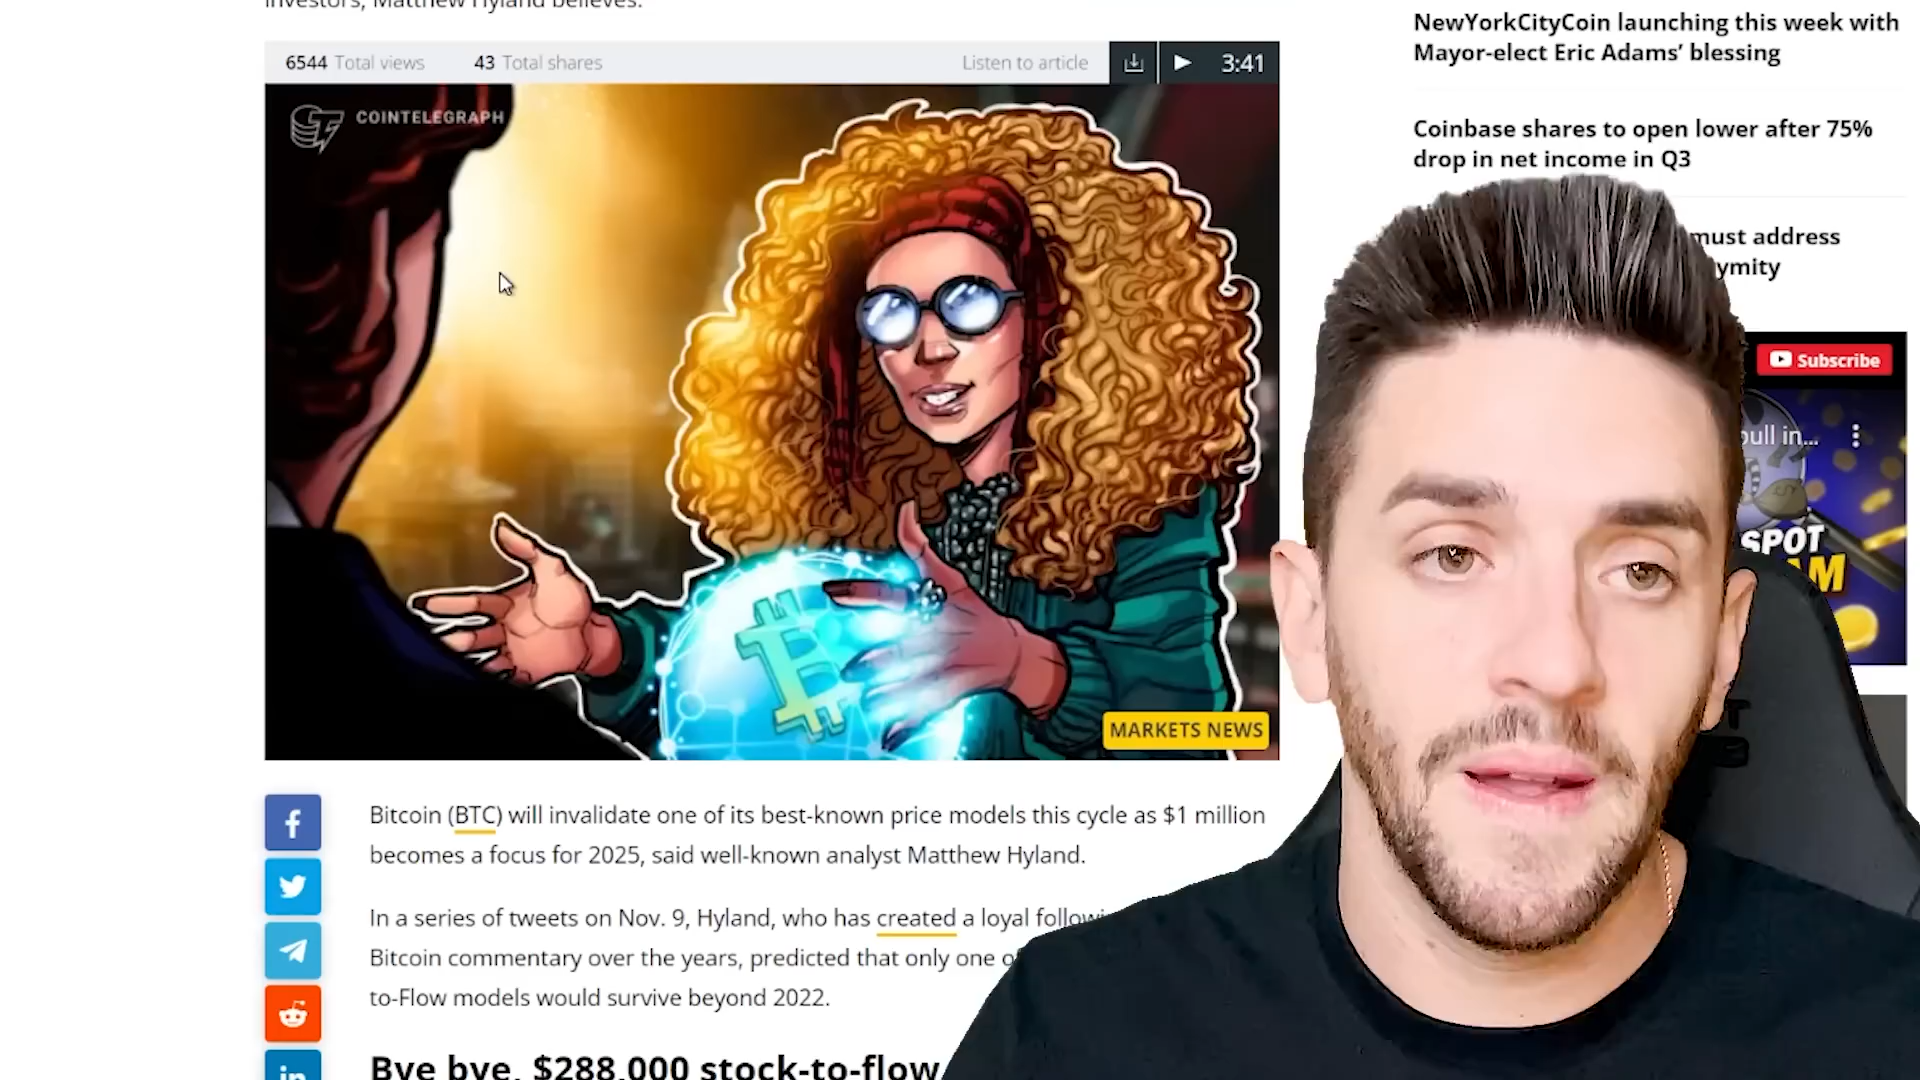 investors, Matthew Hyland believes.
6544 Total views 43 Total shares Listen to article 3:41
COINTELEGRAPH
MARKETS NEWS
Bitcoin (BTC) will invalidate one of its best-known price models this cycle as $1 million
becomes a focus for 2025, said well-known analyst Matthew Hyland.
In a series of tweets on Nov. 9, Hyland, who has created a loyal
Bitcoin commentary over the years, predicted that only one
to-Flow models would survive beyond 2022.
Bye bye, $288,000 stock-to-flow
NewYorkCityCoin launching this week with
Mayor-elect Eric Adams’ blessing
Coinbase shares to open lower after 75%
drop in net income in Q3
must address
Subscribe
in...
SPOT